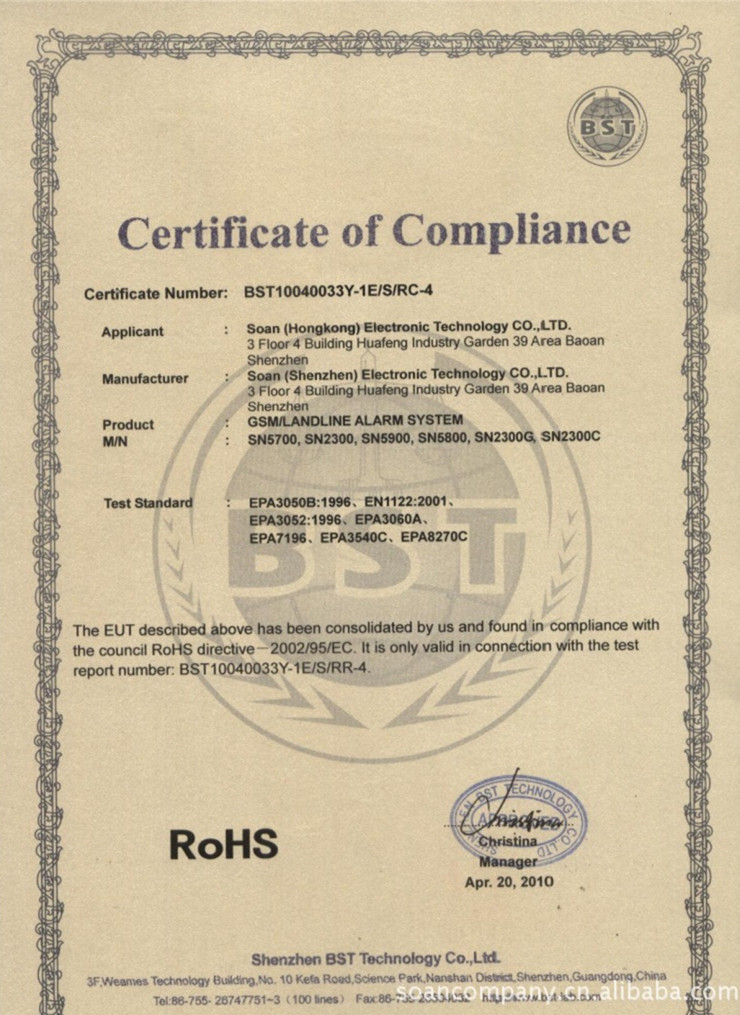 BST
Certificate of Compliance
Certificate Number: BST10040033Y-1E/S/RC-4
Applicant : Soan (Hongkong) Electronic Technology CO.,LTD.
3 Floor 4 Building Huafeng Industry Garden 39 Area Baoan
Shenzhen
Manufacturer : Soan (Shenzhen) Electronic Technology CO.,LTD.
3 Floor 4 Building Huafeng Industry Garden 39 Area Baoan
Shenzhen
Product : GSM/LANDLINE ALARM SYSTEM
M/N : SN5700, SN2300, SN5900, SN5800, SN2300G, SN2300C
Test Standard : EPA3050B:1996、EN1122:2001、
EPA3052:1996、EPA3060A、
EPA7196、EPA3540C、EPA8270C
BST
The EUT described above has been consolidated by us and found in compliance with
the council RoHS directive－2002/95/EC. It is only valid in connection with the test
report number: BST10040033Y-1E/S/RR-4.
BST TECHNOLOGY CO.,LTD
RoHS
Christina
Manager
Apr. 20, 2010
Shenzhen BST Technology Co.,Ltd.
3F,Weames Technology Building,No. 10 Kefa Road,Science Park,Nanshan District,Shenzhen,Guangdong,China
Tel:86-755- 26747751~3（100 lines） Fax:86-755-
soancompany.cn.alibaba.com